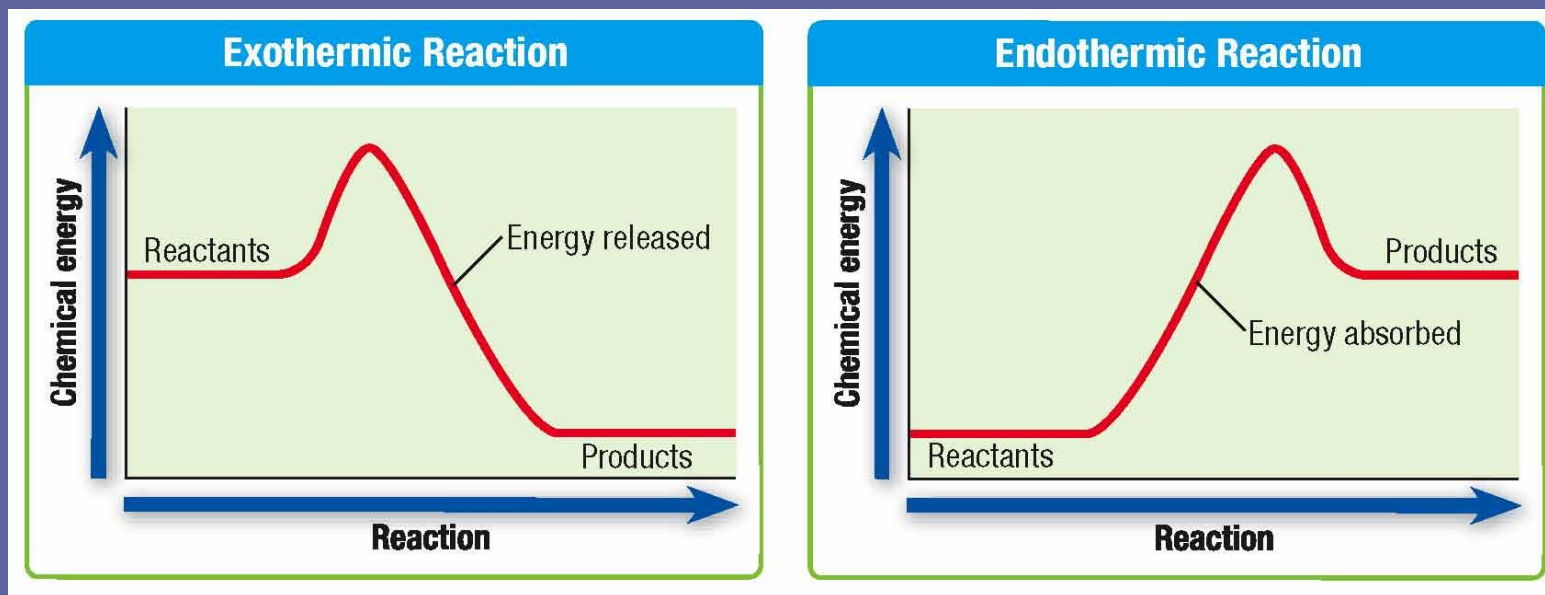 Exothermic Reaction
Chemical energy
Reactants
Energy released
Products
Reaction
Endothermic Reaction
Chemical energy
Products
Energy absorbed
Reactants
Reaction